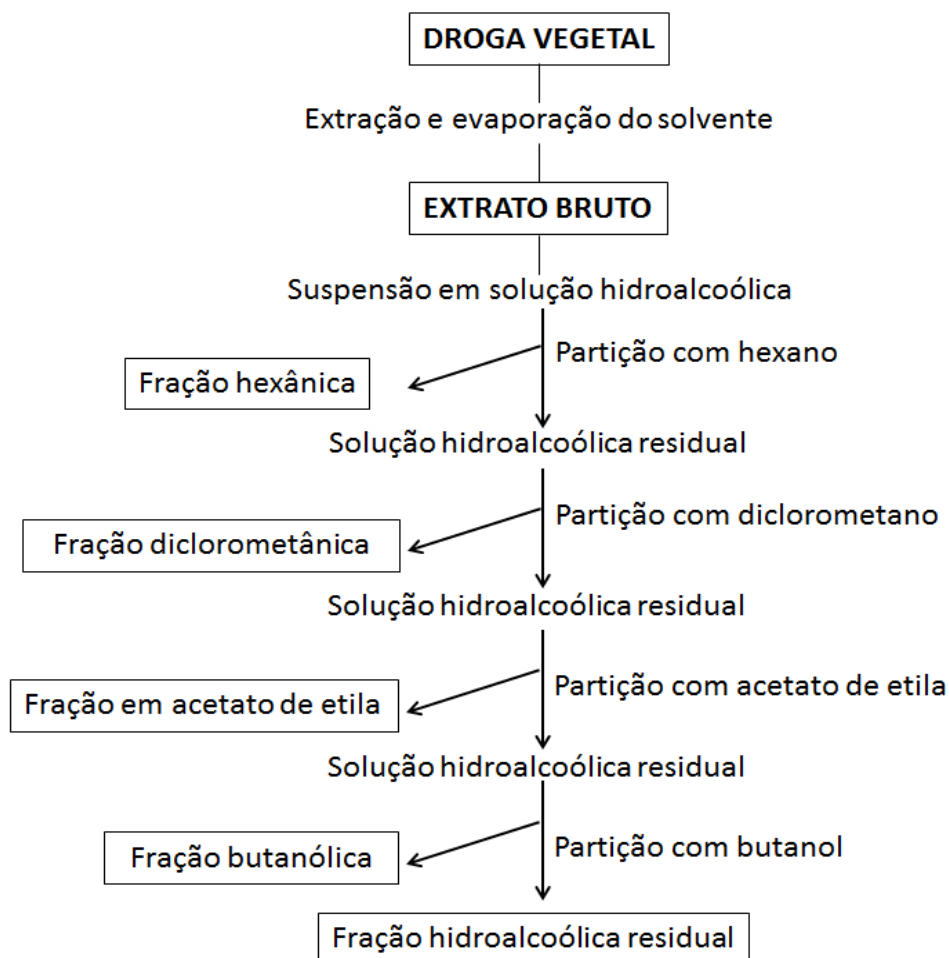 DROGA VEGETAL
Extração e evaporação do solvente
EXTRATO BRUTO
Suspensão em solução hidroalcoólica
Partição com hexano
Fração hexânica
Solução hidroalcoólica residual
Partição com diclorometano
Fração diclorometânica
Solução hidroalcoólica residual
Partição com acetato de etila
Fração em acetato de etila
Solução hidroalcoólica residual
Partição com butanol
Fração butanólica
Fração hidroalcoólica residual